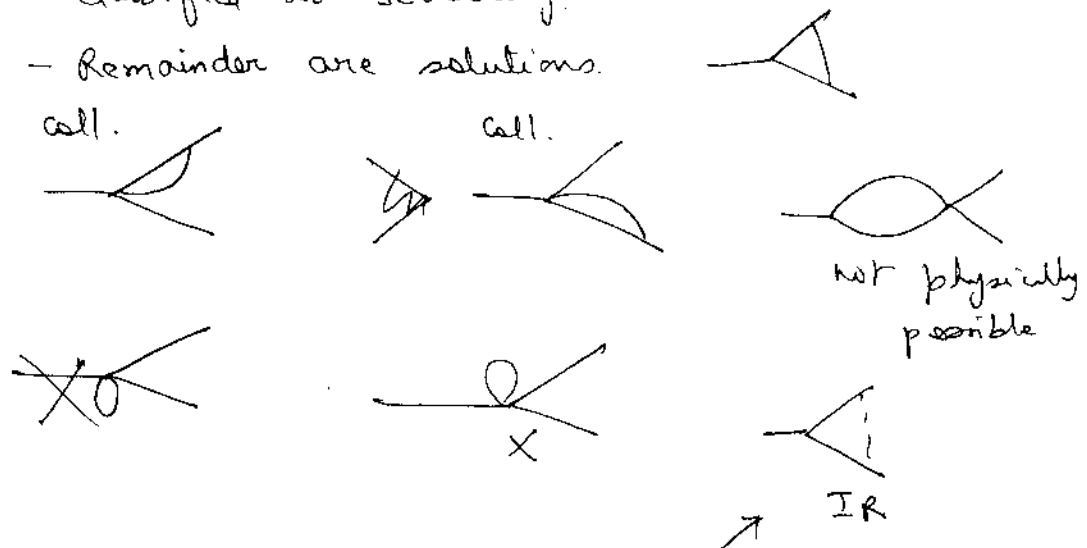 - Remainder are solutions.
coll.
coll.
not physically
possible
X
IR